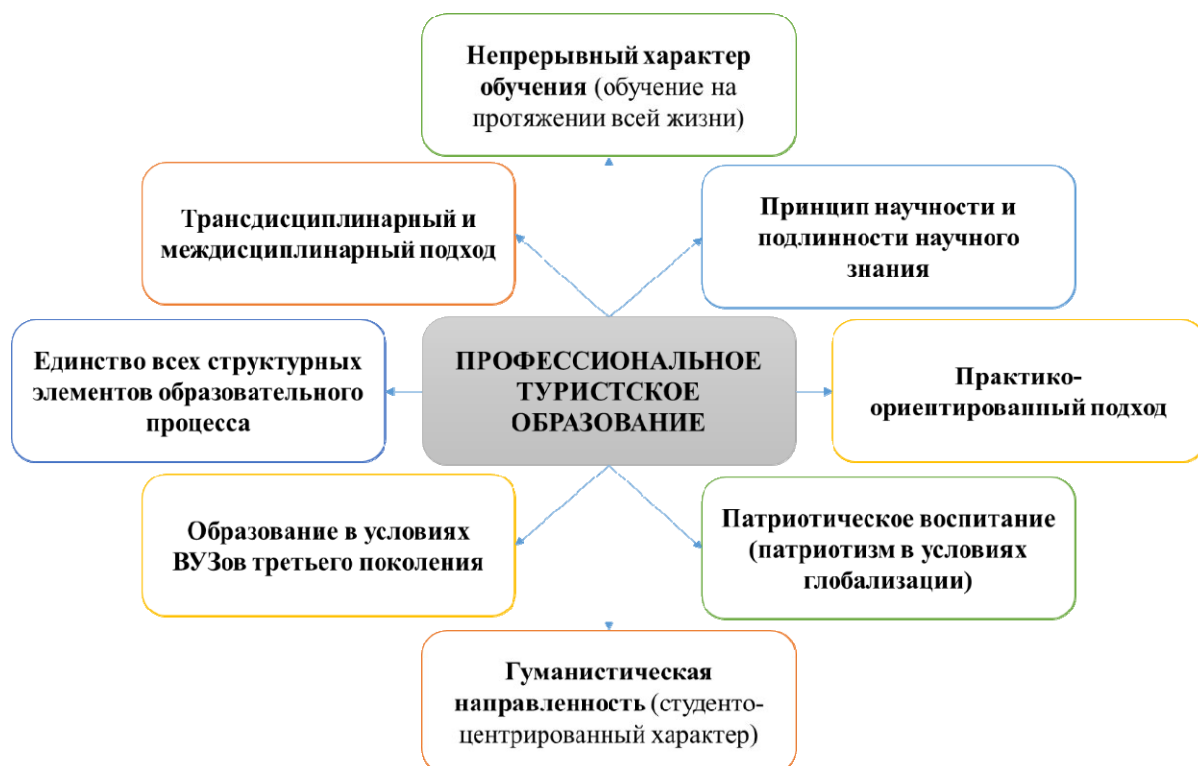 Непрерывный характер
обучения (обучение на
протяжении всей жизни)
Трансдисциплинарный и
междисциплинарный подход
Принцип научности и
подлинности научного
знания
Единство всех структурных
элементов образовательного
процесса
ПРОФЕССИОНАЛЬНОЕ
ТУРИСТСКОЕ
ОБРАЗОВАНИЕ
Практико-
ориентированный подход
Образование в условиях
ВУЗов третьего поколения
Патриотическое воспитание
(патриотизм в условиях
глобализации)
Гуманистическая
направленность (студенто-
центрированный характер)